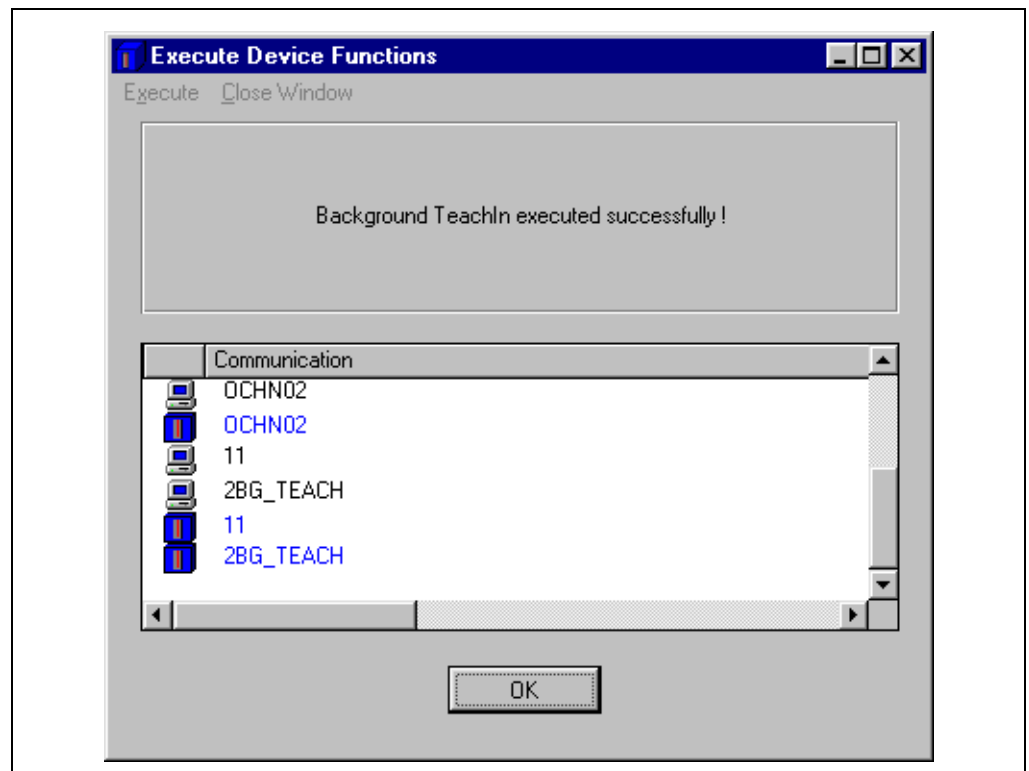 Execute Device Functions
Execute Close Window
Background TeachIn executed successfully !
Communication
OCHN02
OCHN02
11
2BG_TEACH
11
2BG_TEACH
OK